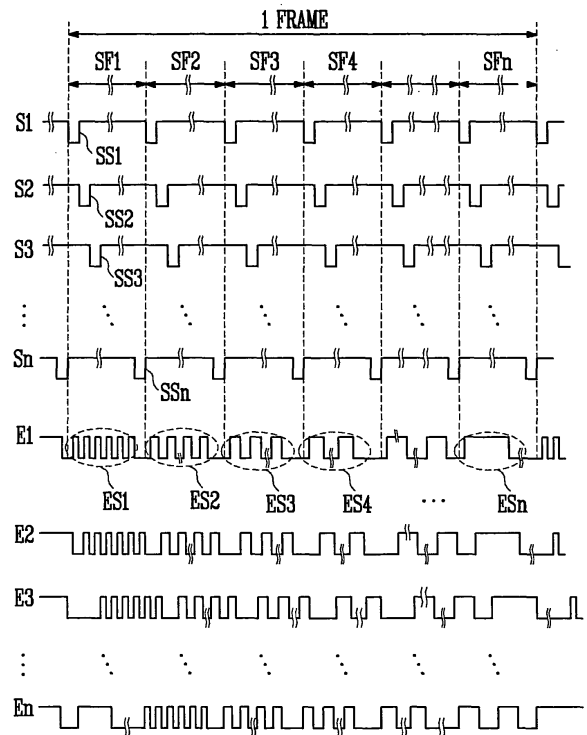 1 FRAME
SF1 SF2 SF3 SF4 SFn
S1
SS1
S2
SS2
S3
SS3
Sn
SSn
E1
ES1 ES2 ES3 ES4 ... ESn
E2
E3
En